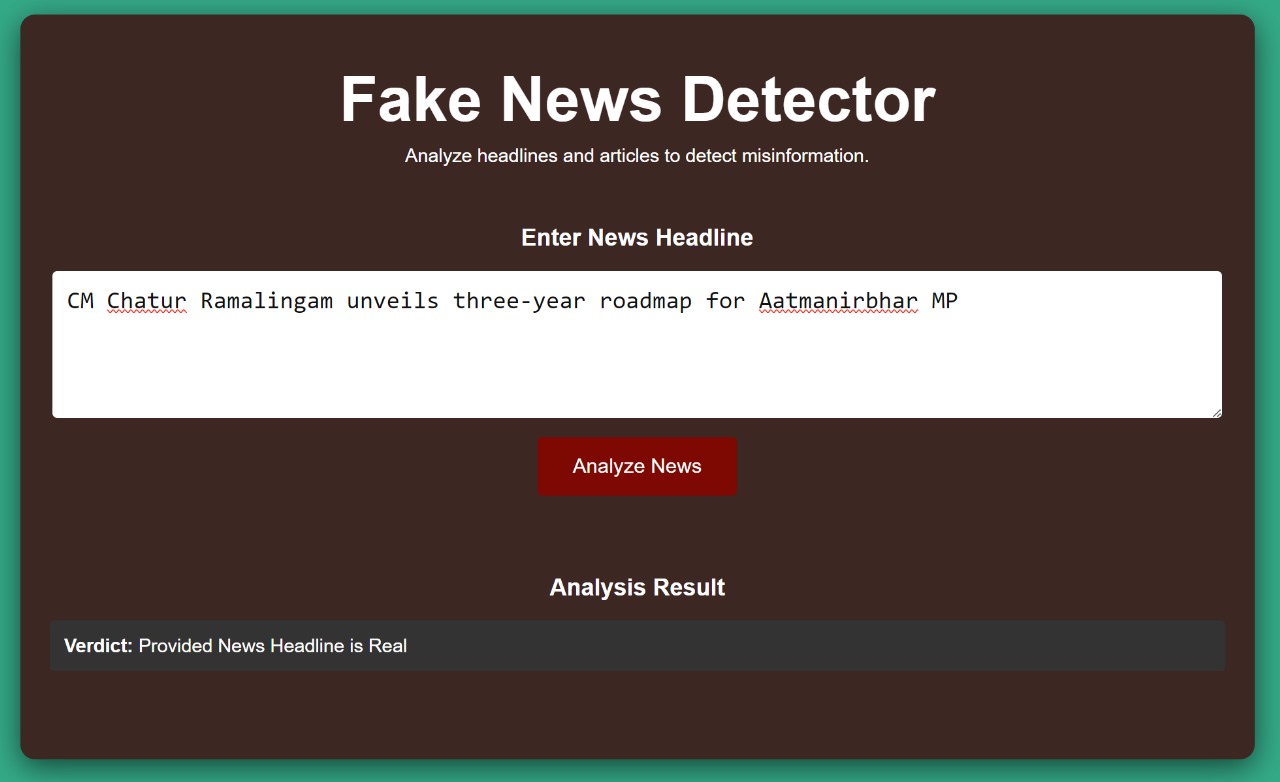 Fake News Detector
Analyze headlines and articles to detect misinformation.
Enter News Headline
CM Chatur Ramalingam unveils three-year roadmap for Aatmanirbhar MP
Analyze News
Analysis Result
Verdict: Provided News Headline is Real